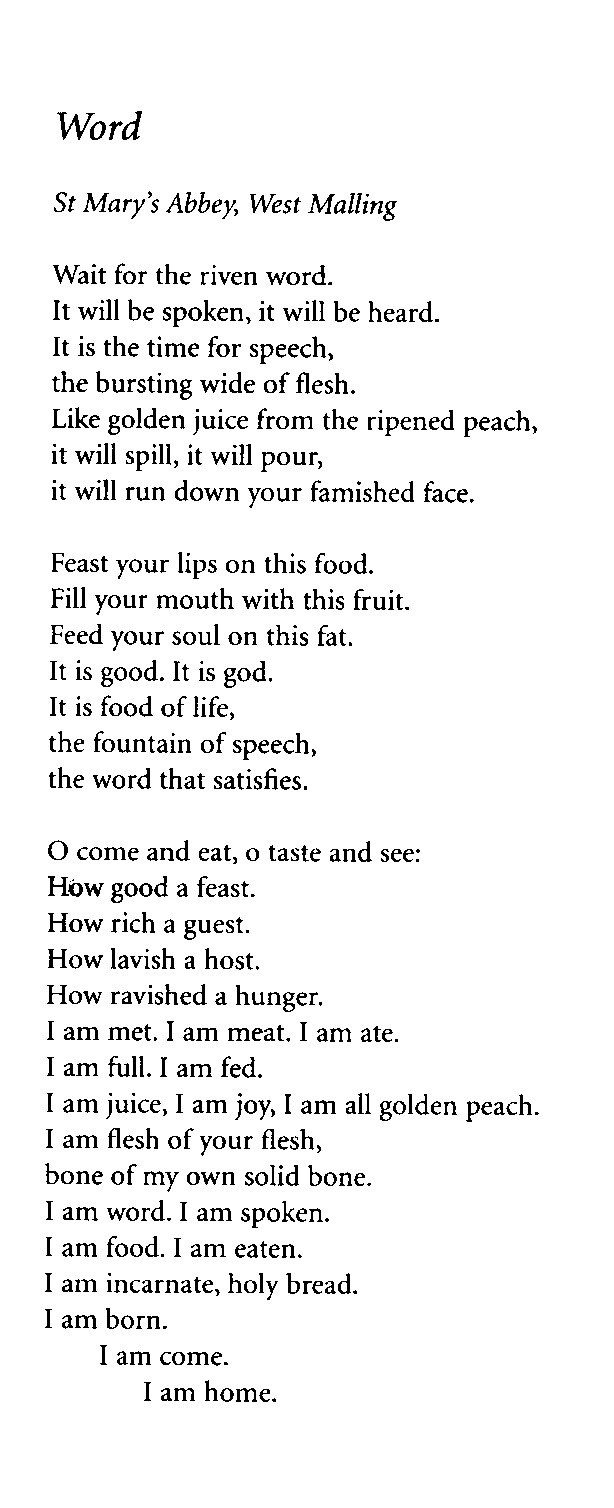 Word
St Mary's Abbey, West Malling
Wait for the riven word.
It will be spoken, it will be heard.
It is the time for speech,
the bursting wide of flesh.
Like golden juice from the ripened peach,
it will spill, it will pour,
it will run down your famished face.
Feast your lips on this food.
Fill your mouth with this fruit.
Feed your soul on this fat.
It is good. It is god.
It is food of life,
the fountain of speech,
the word that satisfies.
O come and eat, o taste and see:
How good a feast.
How rich a guest.
How lavish a host.
How ravished a hunger.
I am met. I am meat. I am ate.
I am full. I am fed.
I am juice, I am joy, I am all golden peach.
I am flesh of your flesh,
bone of my own solid bone.
I am word. I am spoken.
I am food. I am eaten.
I am incarnate, holy bread.
I am born.
I am come.
I am home.